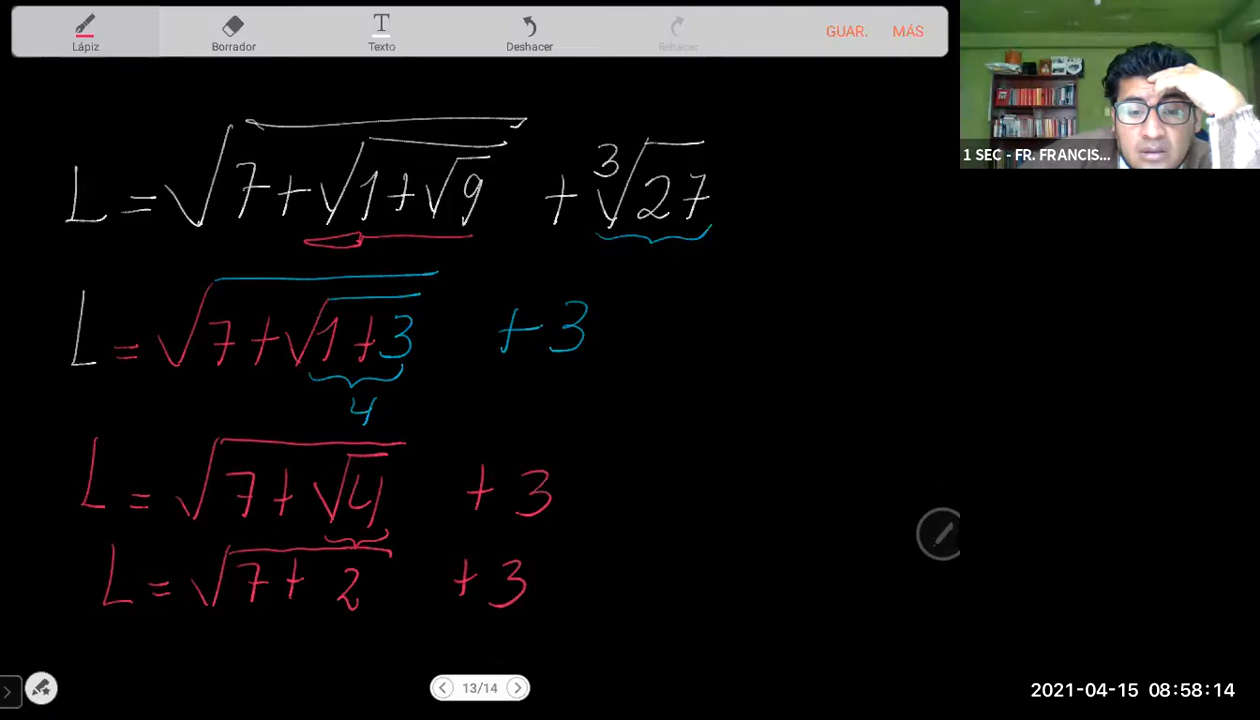 Lápiz Borrador Texto Deshacer Rehacer GUAR. MÁS
1 SEC - FR. FRANCIS...
L = √(7 + √(1 + √9)) + ³√27
L = √(7 + √(1 + 3)) + 3
4
L = √(7 + √4) + 3
L = √(7 + 2) + 3
13/14
2021-04-15 08:58:14